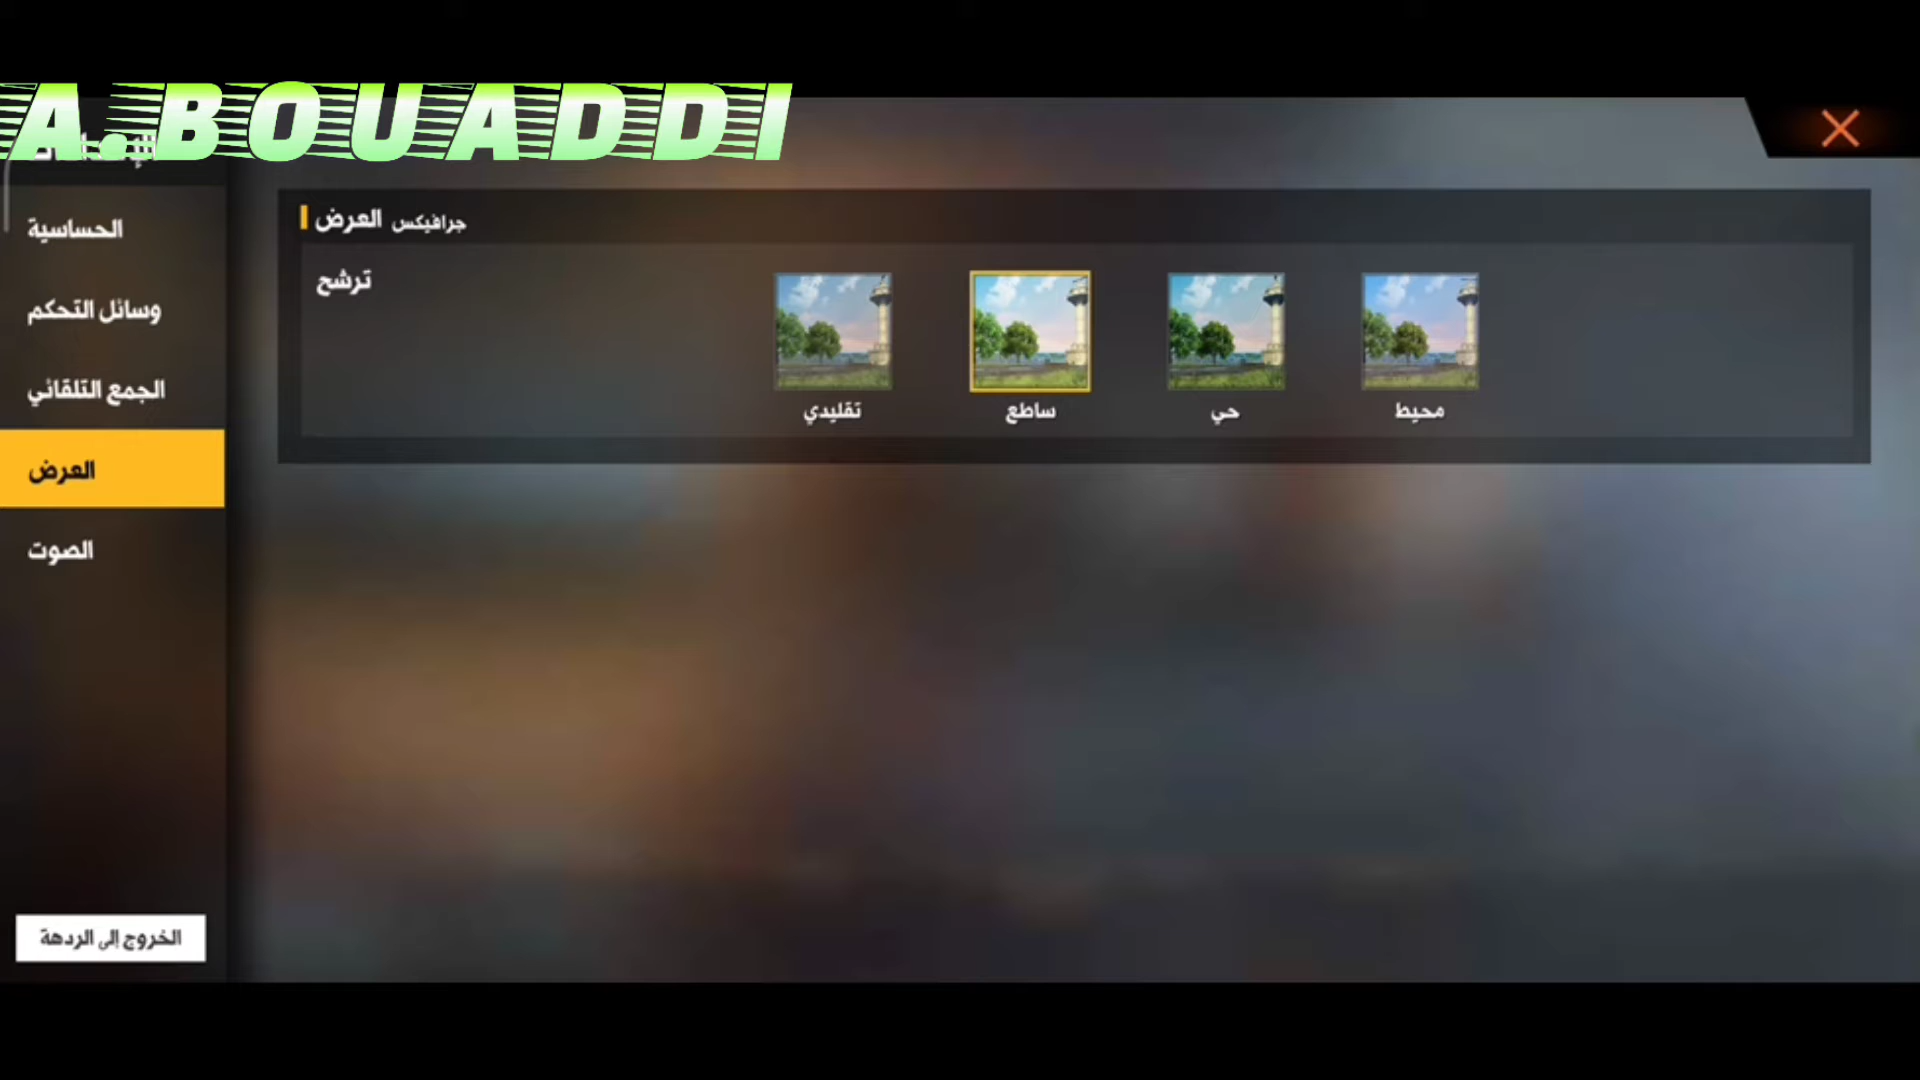 A.BOUADDI
الحساسية
وسائل التحكم
الجمع التلقائي
العرض
الصوت
الخروج إلى الردهة
العرض جرافيكس
ترشح
تقليدي
ساطع
حي
محيط